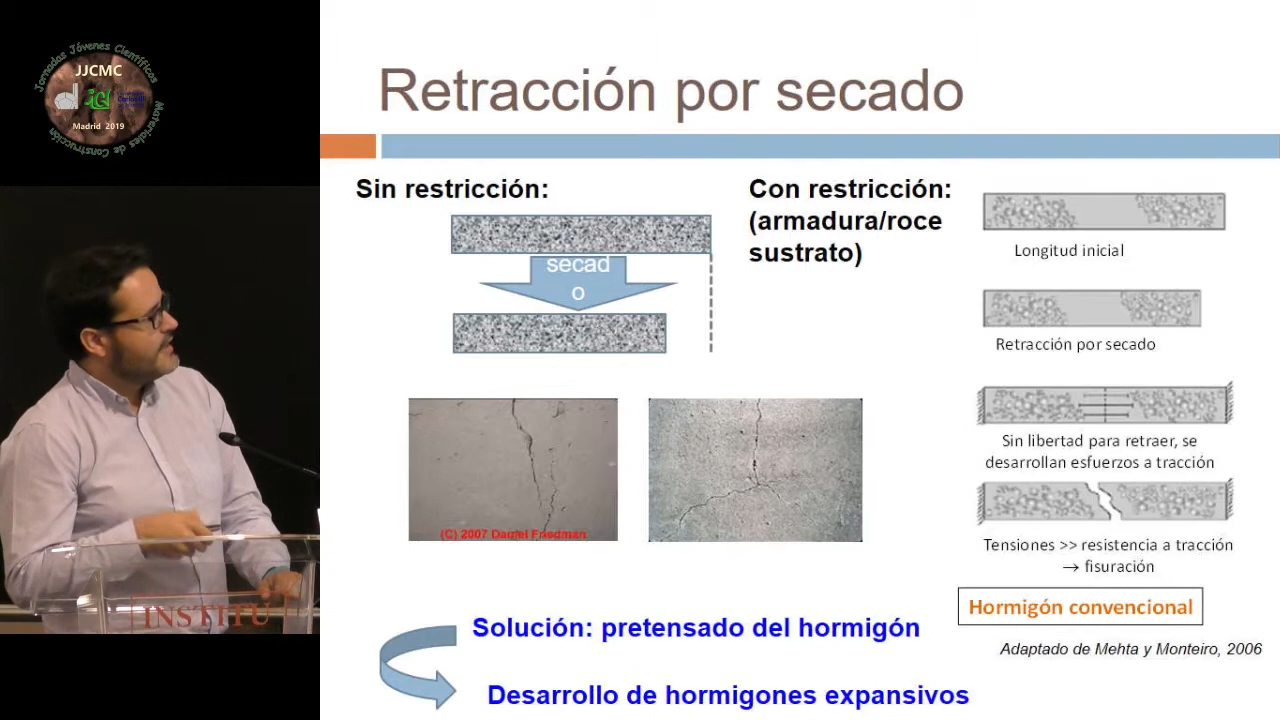 Jornadas Jóvenes Científicos
JJCMC
Madrid 2019
Materiales de Construcción
INSTITU
Retracción por secado
Sin restricción:
secad
o
(C) 2007 Daniel Friedman
Con restricción:
(armadura/roce
sustrato)
Longitud inicial
Retracción por secado
Sin libertad para retraer, se
desarrollan esfuerzos a tracción
Tensiones >> resistencia a tracción
→ fisuración
Hormigón convencional
Adaptado de Mehta y Monteiro, 2006
Solución: pretensado del hormigón
Desarrollo de hormigones expansivos